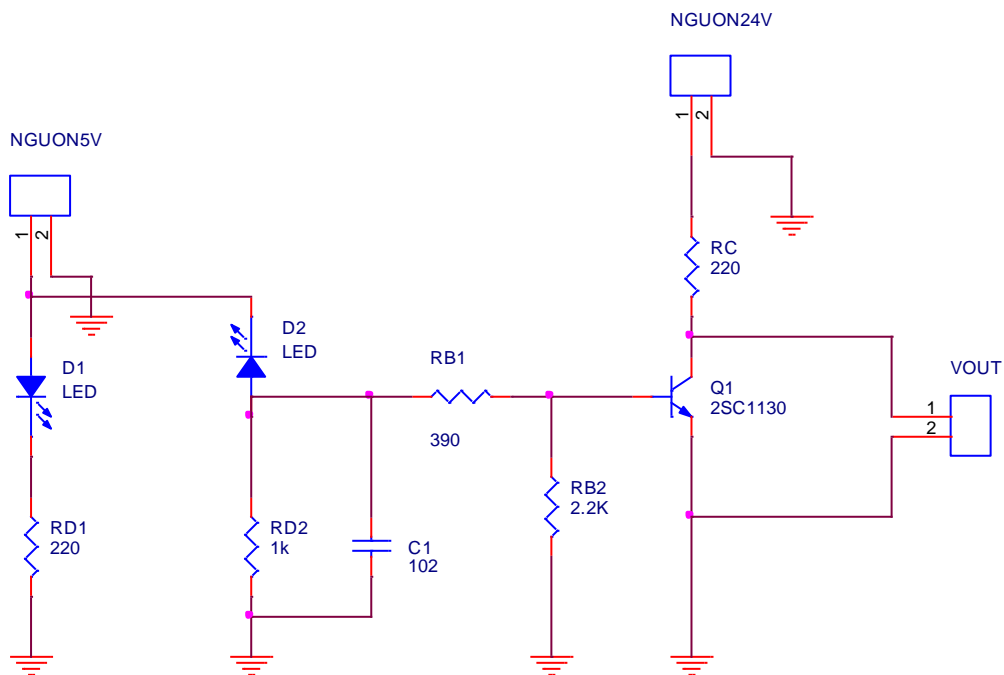 NGUON24V
1
2
NGUON5V
1
2
RC
220
D2
LED
D1
LED
RB1
390
Q1
2SC1130
VOUT
1
2
RB2
2.2K
RD1
220
RD2
1k
C1
102